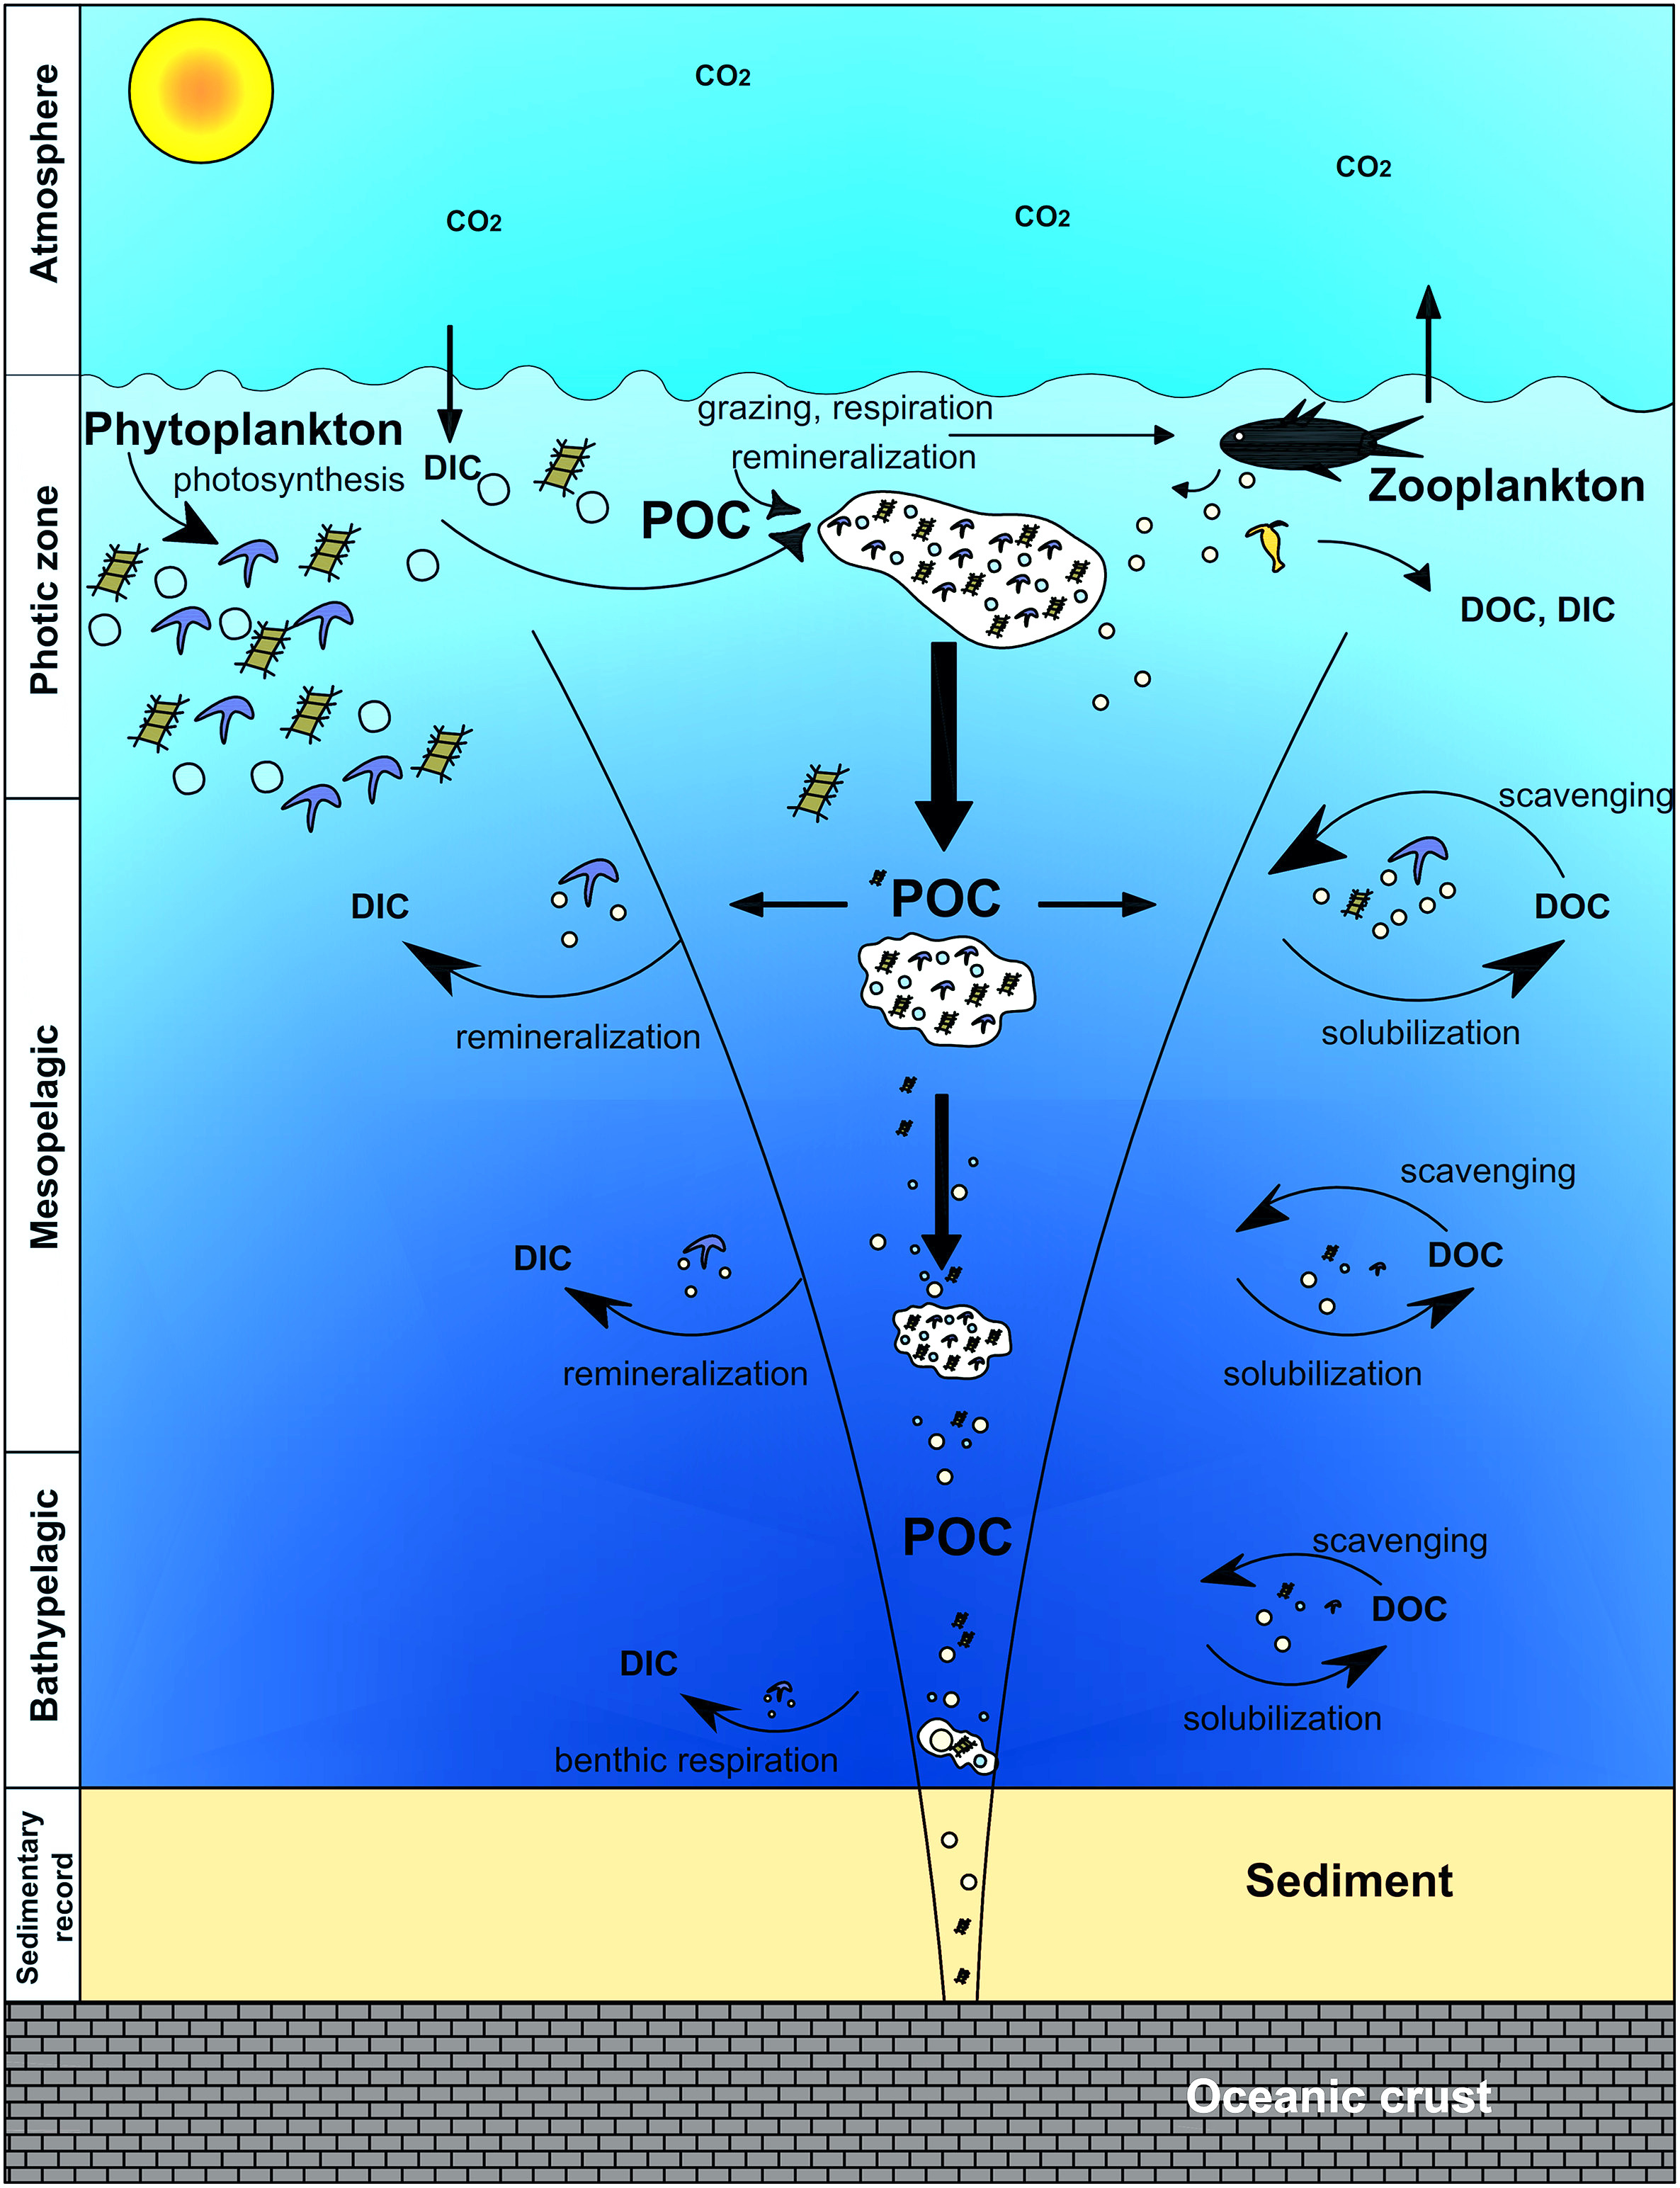 Atmosphere
CO2
CO2
CO2
CO2
Photic zone
Phytoplankton
photosynthesis
DIC
grazing, respiration
remineralization
POC
Zooplankton
DOC, DIC
Mesopelagic
scavenging
DIC
POC
DOC
remineralization
solubilization
scavenging
DIC
DOC
remineralization
solubilization
Bathypelagic
POC
scavenging
DOC
DIC
solubilization
benthic respiration
Sedimentary
record
Sediment
Oceanic crust